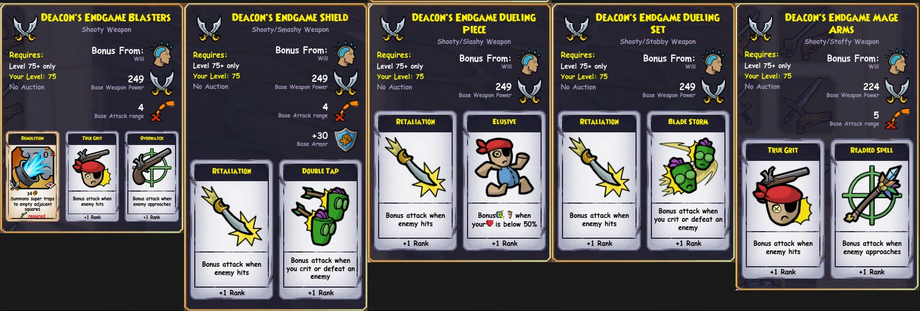 DEACON'S ENDGAME BLASTERS
Shooty Weapon
Requires:
Level 75+ only
Your Level: 75
No Auction
Bonus From:
Will
249
Base Weapon Power
4
Base Attack range
DEMOLITION
Summons super traps
to empty adjacent
squares
required
TRUE GRIT
Bonus attack when
enemy hits
+1 Rank
OVERWATCH
Bonus attack when
enemy approaches
+1 Rank
DEACON'S ENDGAME SHIELD
Shooty/Smashy Weapon
Requires:
Level 75+ only
Your Level: 75
No Auction
Bonus From:
Will
249
Base Weapon Power
4
Base Attack range
+30
Base Armor
RETALIATION
Bonus attack when
enemy hits
+1 Rank
DOUBLE TAP
Bonus attack when
you crit or defeat an
enemy
+1 Rank
DEACON'S ENDGAME DUELING
PIECE
Shooty/Slashy Weapon
Requires:
Level 75+ only
Your Level: 75
No Auction
Bonus From:
Will
249
Base Weapon Power
RETALIATION
Bonus attack when
enemy hits
+1 Rank
ELUSIVE
Bonus when
your is below 50%
+1 Rank
DEACON'S ENDGAME DUELING
SET
Shooty/Stabby Weapon
Requires:
Level 75+ only
Your Level: 75
No Auction
Bonus From:
Will
249
Base Weapon Power
RETALIATION
Bonus attack when
enemy hits
+1 Rank
BLADE STORM
Bonus attack when
you crit or defeat an
enemy
+1 Rank
DEACON'S ENDGAME MAGE
ARMS
Shooty/Staffy Weapon
Requires:
Level 75+ only
Your Level: 75
No Auction
Bonus From:
Will
224
Base Weapon Power
5
Base Attack range
TRUE GRIT
Bonus attack when
enemy hits
+1 Rank
READIED SPELL
Bonus attack when
enemy approaches
+1 Rank